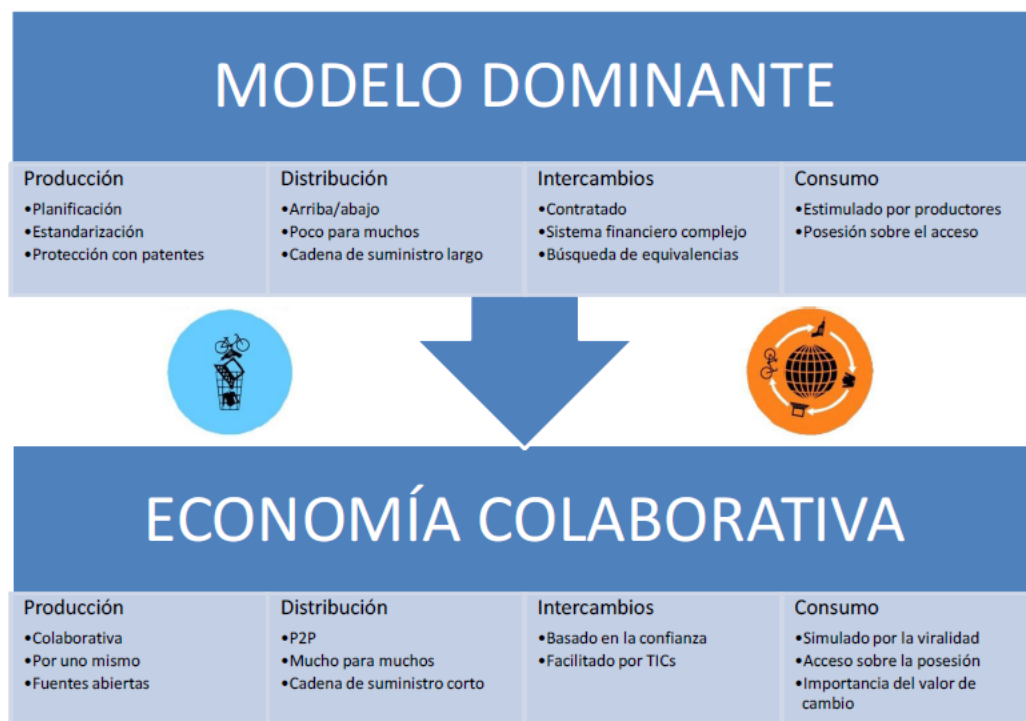 MODELO DOMINANTE
Producción
•Planificación
•Estandarización
•Protección con patentes
Distribución
•Arriba/abajo
•Poco para muchos
•Cadena de suministro largo
Intercambios
•Contratado
•Sistema financiero complejo
•Búsqueda de equivalencias
Consumo
•Estimulado por productores
•Posesión sobre el acceso
ECONOMÍA COLABORATIVA
Producción
•Colaborativa
•Por uno mismo
•Fuentes abiertas
Distribución
•P2P
•Mucho para muchos
•Cadena de suministro corto
Intercambios
•Basado en la confianza
•Facilitado por TICs
Consumo
•Simulado por la viralidad
•Acceso sobre la posesión
•Importancia del valor de
cambio